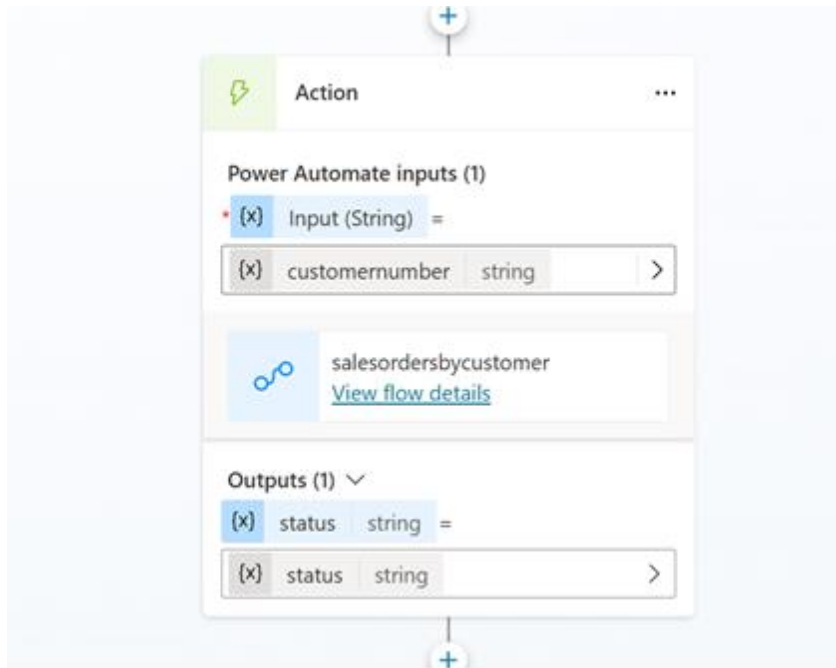 Action
...
Power Automate inputs (1)
* {x} Input (String) =
{x} customernumber string
salesordersbycustomer
View flow details
Outputs (1)
{x} status string =
{x} status string